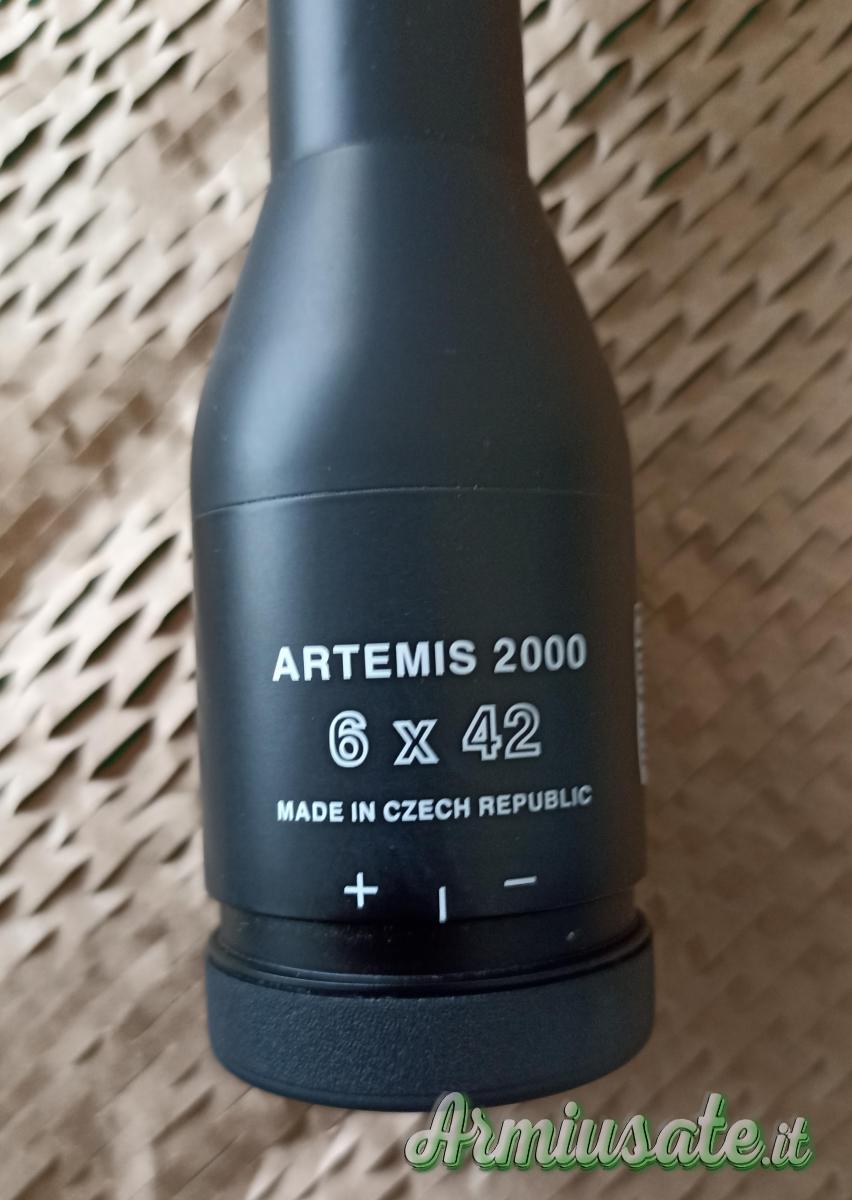 ARTEMIS 2000
6 x 42
MADE IN CZECH REPUBLIC
+ | −
Armiusate.it